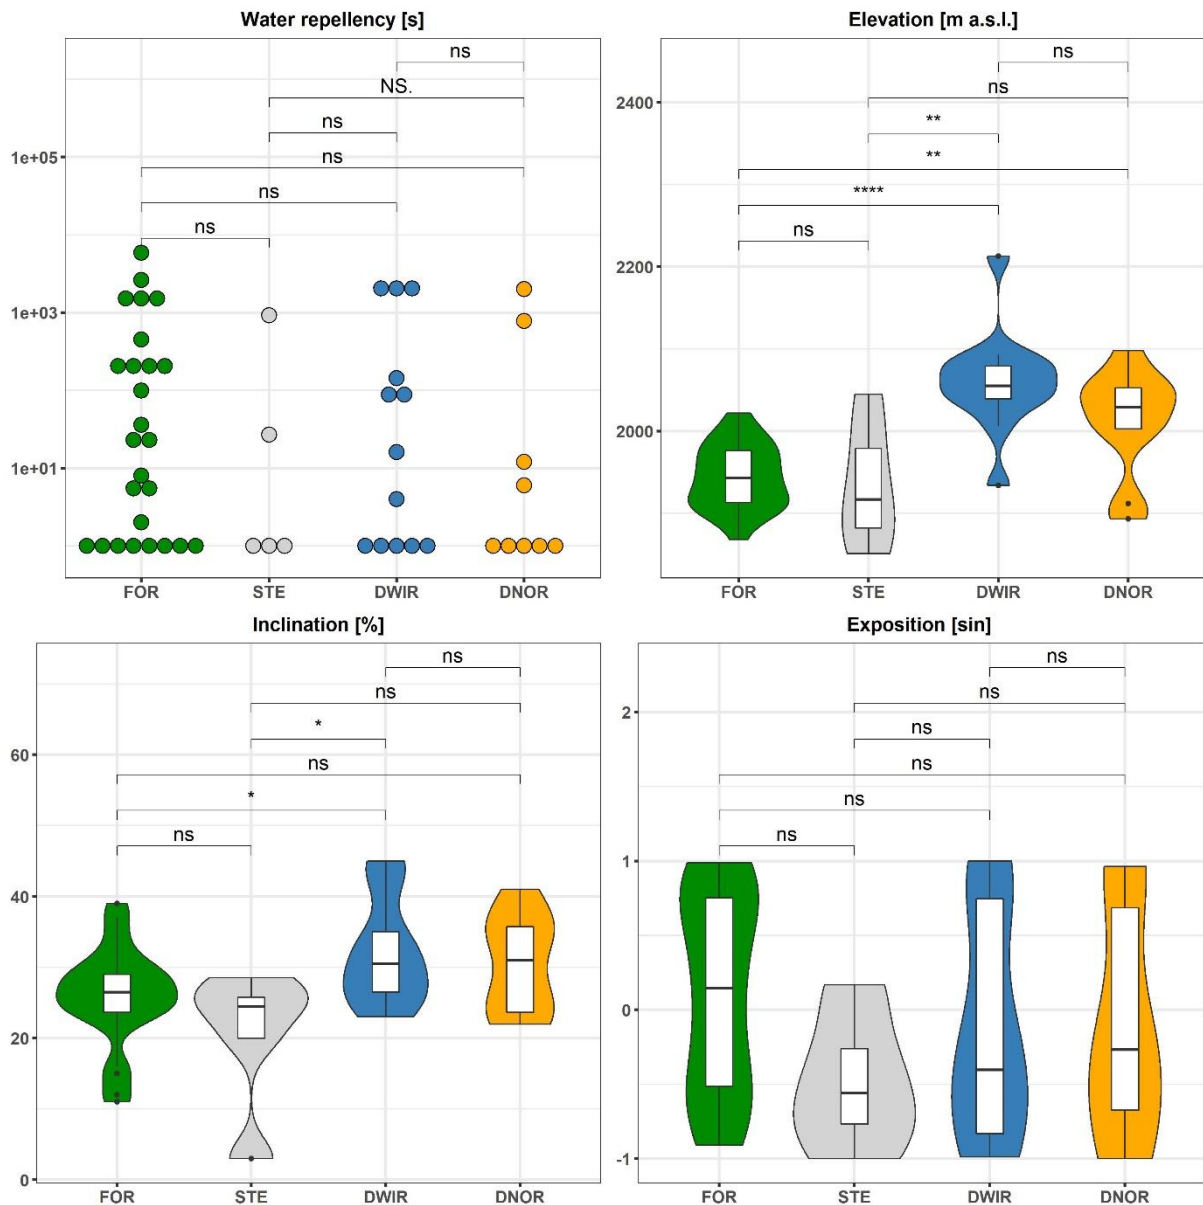 Water repellency [s]
ns
NS.
ns
1e+05
ns
ns
ns
1e+03
1e+01
FOR STE DWIR DNOR
Elevation [m a.s.l.]
ns
2400
ns
**
**
****
ns
2200
2000
FOR STE DWIR DNOR
Inclination [%]
ns
ns
*
60
ns
*
ns
40
20
0
FOR STE DWIR DNOR
Exposition [sin]
ns
ns
2
ns
ns
ns
ns
1
0
-1
FOR STE DWIR DNOR